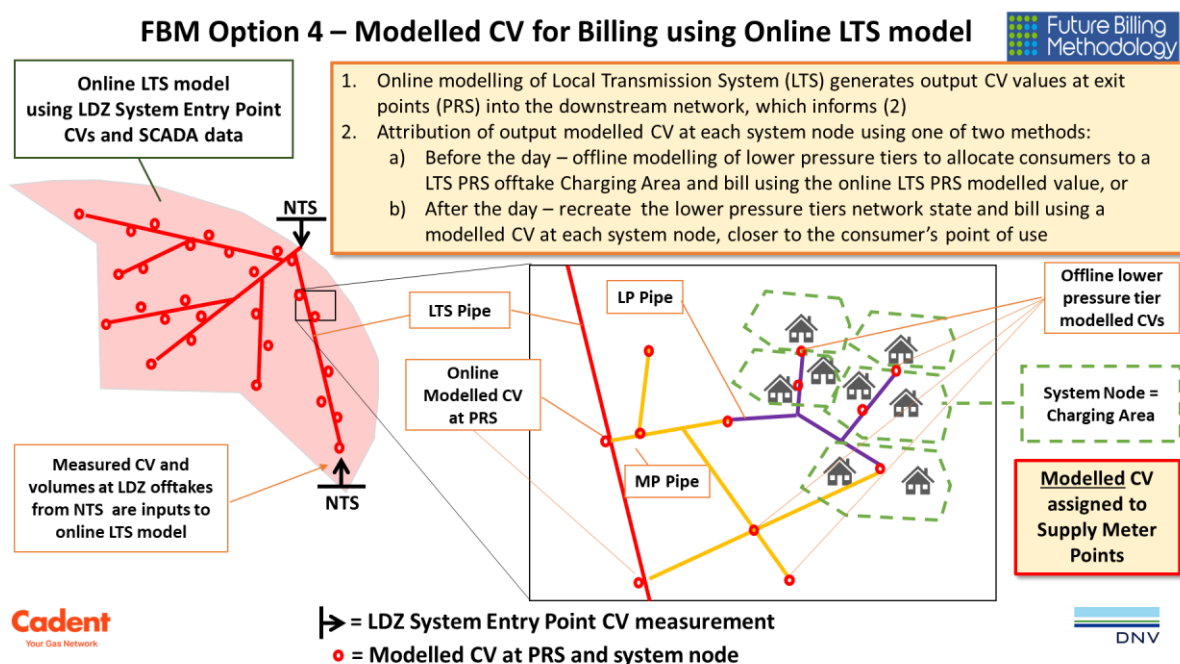 FBM Option 4 – Modelled CV for Billing using Online LTS model
Future Billing
Methodology
Online LTS model
using LDZ System Entry Point
CVs and SCADA data
1. Online modelling of Local Transmission System (LTS) generates output CV values at exit
points (PRS) into the downstream network, which informs (2)
2. Attribution of output modelled CV at each system node using one of two methods:
a) Before the day – offline modelling of lower pressure tiers to allocate consumers to a
LTS PRS offtake Charging Area and bill using the online LTS PRS modelled value, or
b) After the day – recreate the lower pressure tiers network state and bill using a
modelled CV at each system node, closer to the consumer's point of use
NTS
LTS Pipe
LP Pipe
Offline lower
pressure tier
modelled CVs
Online
Modelled CV
at PRS
System Node =
Charging Area
MP Pipe
Measured CV and
volumes at LDZ offtakes
from NTS are inputs to
online LTS model
NTS
Modelled CV
assigned to
Supply Meter
Points
Cadent
Your Gas Network
= LDZ System Entry Point CV measurement
= Modelled CV at PRS and system node
DNV